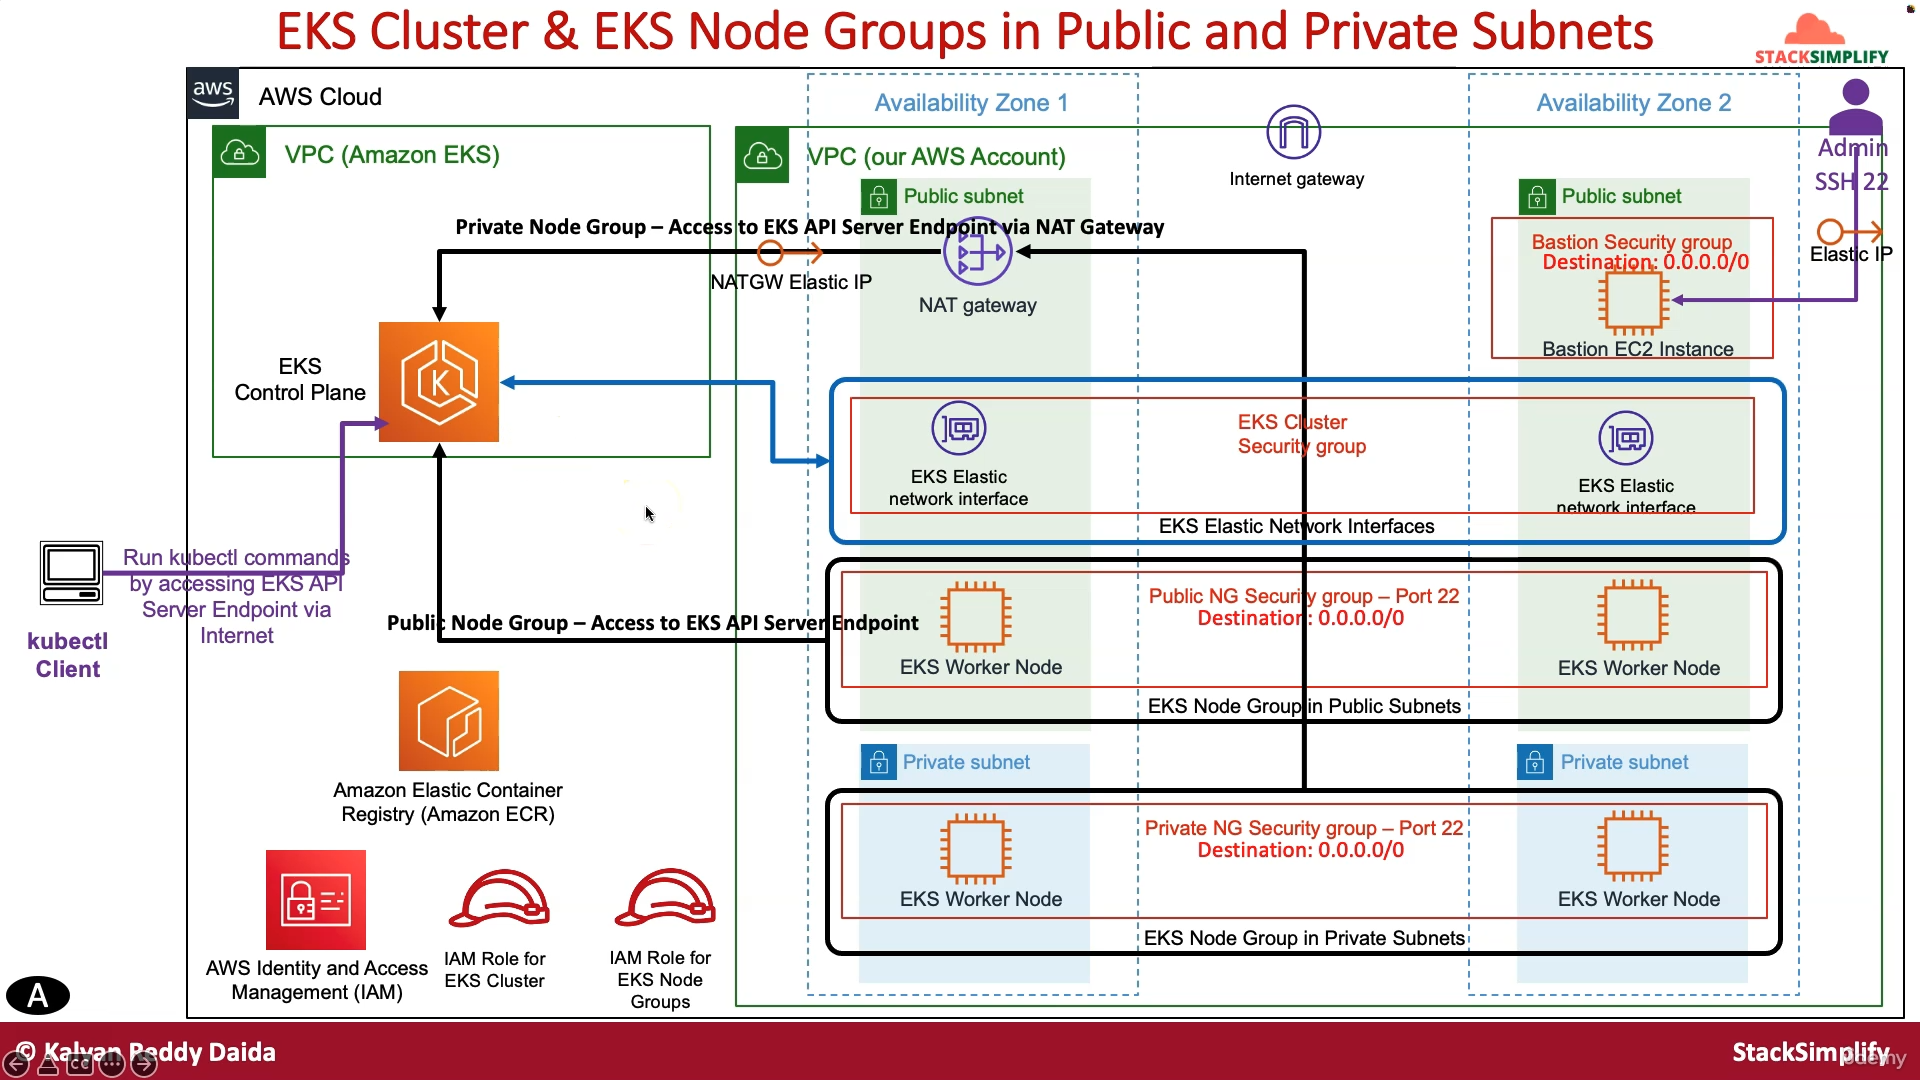 EKS Cluster & EKS Node Groups in Public and Private Subnets
STACKSIMPLIFY
aws
AWS Cloud
Availability Zone 1
Availability Zone 2
VPC (Amazon EKS)
VPC (our AWS Account)
Internet gateway
Admin
SSH 22
Public subnet
Public subnet
Private Node Group – Access to EKS API Server Endpoint via NAT Gateway
NATGW Elastic IP
NAT gateway
Bastion Security group
Destination: 0.0.0.0/0
Bastion EC2 Instance
Elastic IP
EKS
Control Plane
K
EKS Elastic
network interface
EKS Cluster
Security group
EKS Elastic
network interface
EKS Elastic Network Interfaces
Run kubectl commands
by accessing EKS API
Server Endpoint via
Internet
kubectl
Client
Public Node Group – Access to EKS API Server Endpoint
EKS Worker Node
Public NG Security group – Port 22
Destination: 0.0.0.0/0
EKS Worker Node
EKS Node Group in Public Subnets
Amazon Elastic Container
Registry (Amazon ECR)
Private subnet
Private subnet
EKS Worker Node
Private NG Security group – Port 22
Destination: 0.0.0.0/0
EKS Worker Node
EKS Node Group in Private Subnets
AWS Identity and Access
Management (IAM)
IAM Role for
EKS Cluster
IAM Role for
EKS Node
Groups
A
© Kalyan Reddy Daida
CC
StackSimplify
udemy